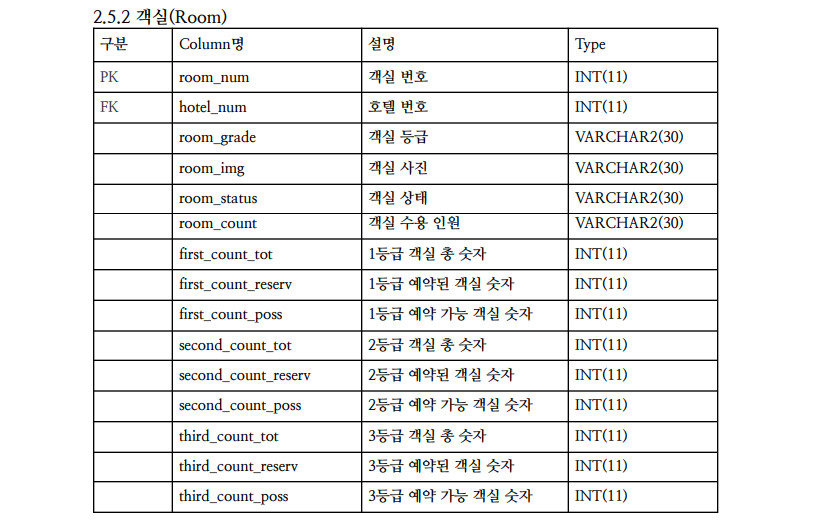 2.5.2 객실(Room)
구분 Column명 설명 Type
PK room_num 객실 번호 INT(11)
FK hotel_num 호텔 번호 INT(11)
room_grade 객실 등급 VARCHAR2(30)
room_img 객실 사진 VARCHAR2(30)
room_status 객실 상태 VARCHAR2(30)
room_count 객실 수용 인원 VARCHAR2(30)
first_count_tot 1등급 객실 총 숫자 INT(11)
first_count_reserv 1등급 예약된 객실 숫자 INT(11)
first_count_poss 1등급 예약 가능 객실 숫자 INT(11)
second_count_tot 2등급 객실 총 숫자 INT(11)
second_count_reserv 2등급 예약된 객실 숫자 INT(11)
second_count_poss 2등급 예약 가능 객실 숫자 INT(11)
third_count_tot 3등급 객실 총 숫자 INT(11)
third_count_reserv 3등급 예약된 객실 숫자 INT(11)
third_count_poss 3등급 예약 가능 객실 숫자 INT(11)